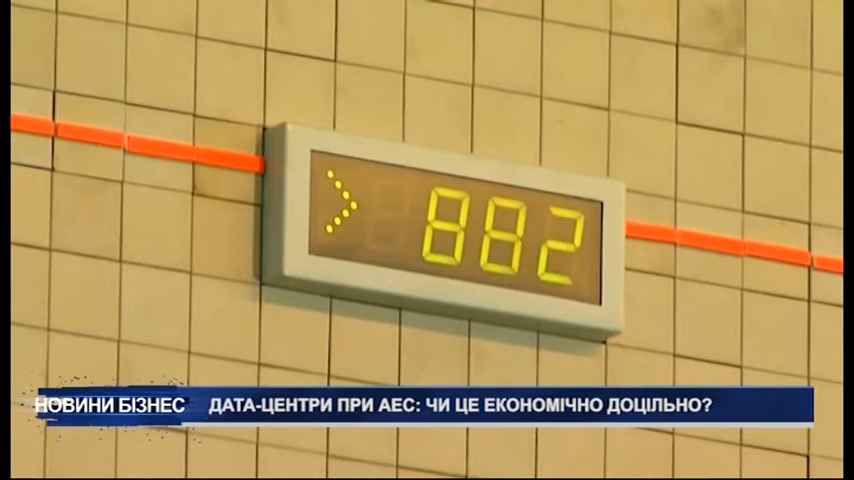 > 882
НОВИНИ БІЗНЕС
ДАТА-ЦЕНТРИ ПРИ АЕС: ЧИ ЦЕ ЕКОНОМІЧНО ДОЦІЛЬНО?